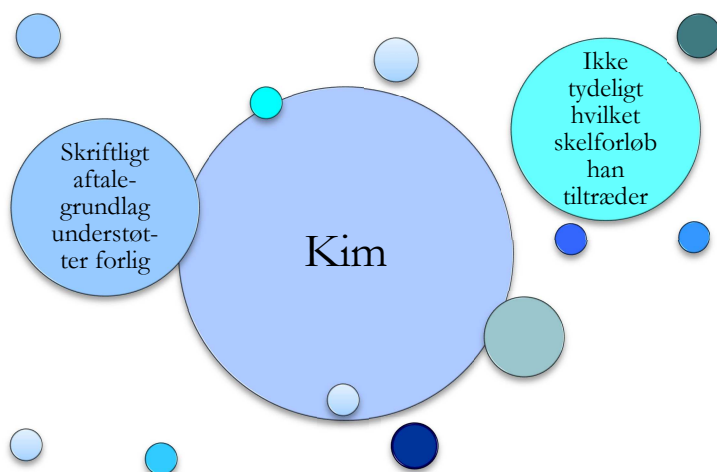 Skriftligt
aftale-
grundlag
understøt-
ter forlig
Kim
Ikke
tydeligt
hvilket
skelforløb
han
tiltræder